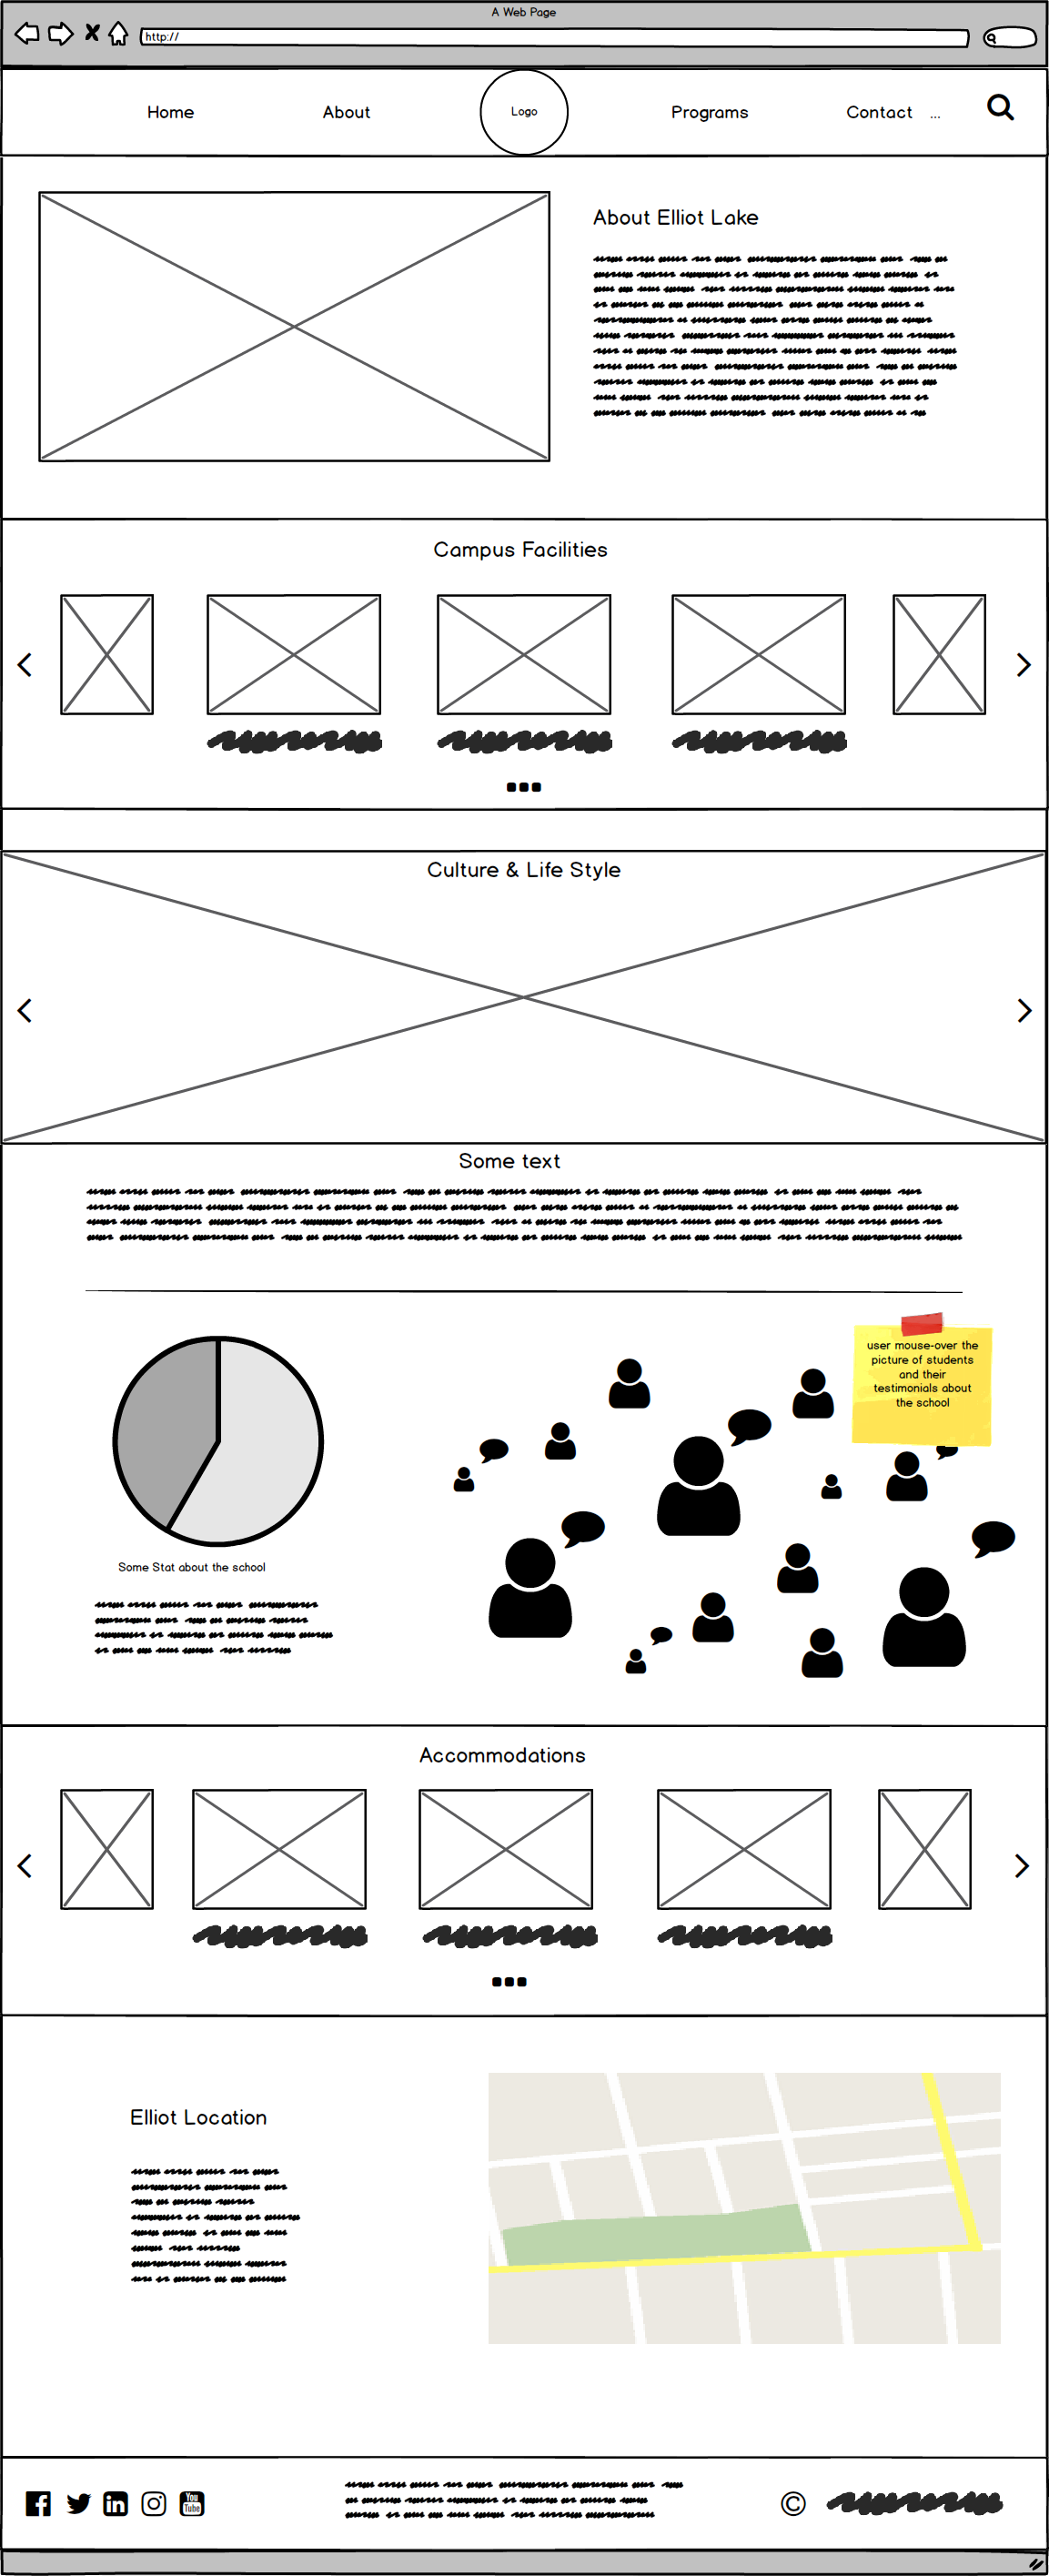 A Web Page
http://
Home About Logo Programs Contact ...
About Elliot Lake
Campus Facilities
Culture & Life Style
Some text
user mouse-over the
picture of students
and their
testimonials about
the school
Some Stat about the school
Accommodations
Elliot Location
You
Tube
©